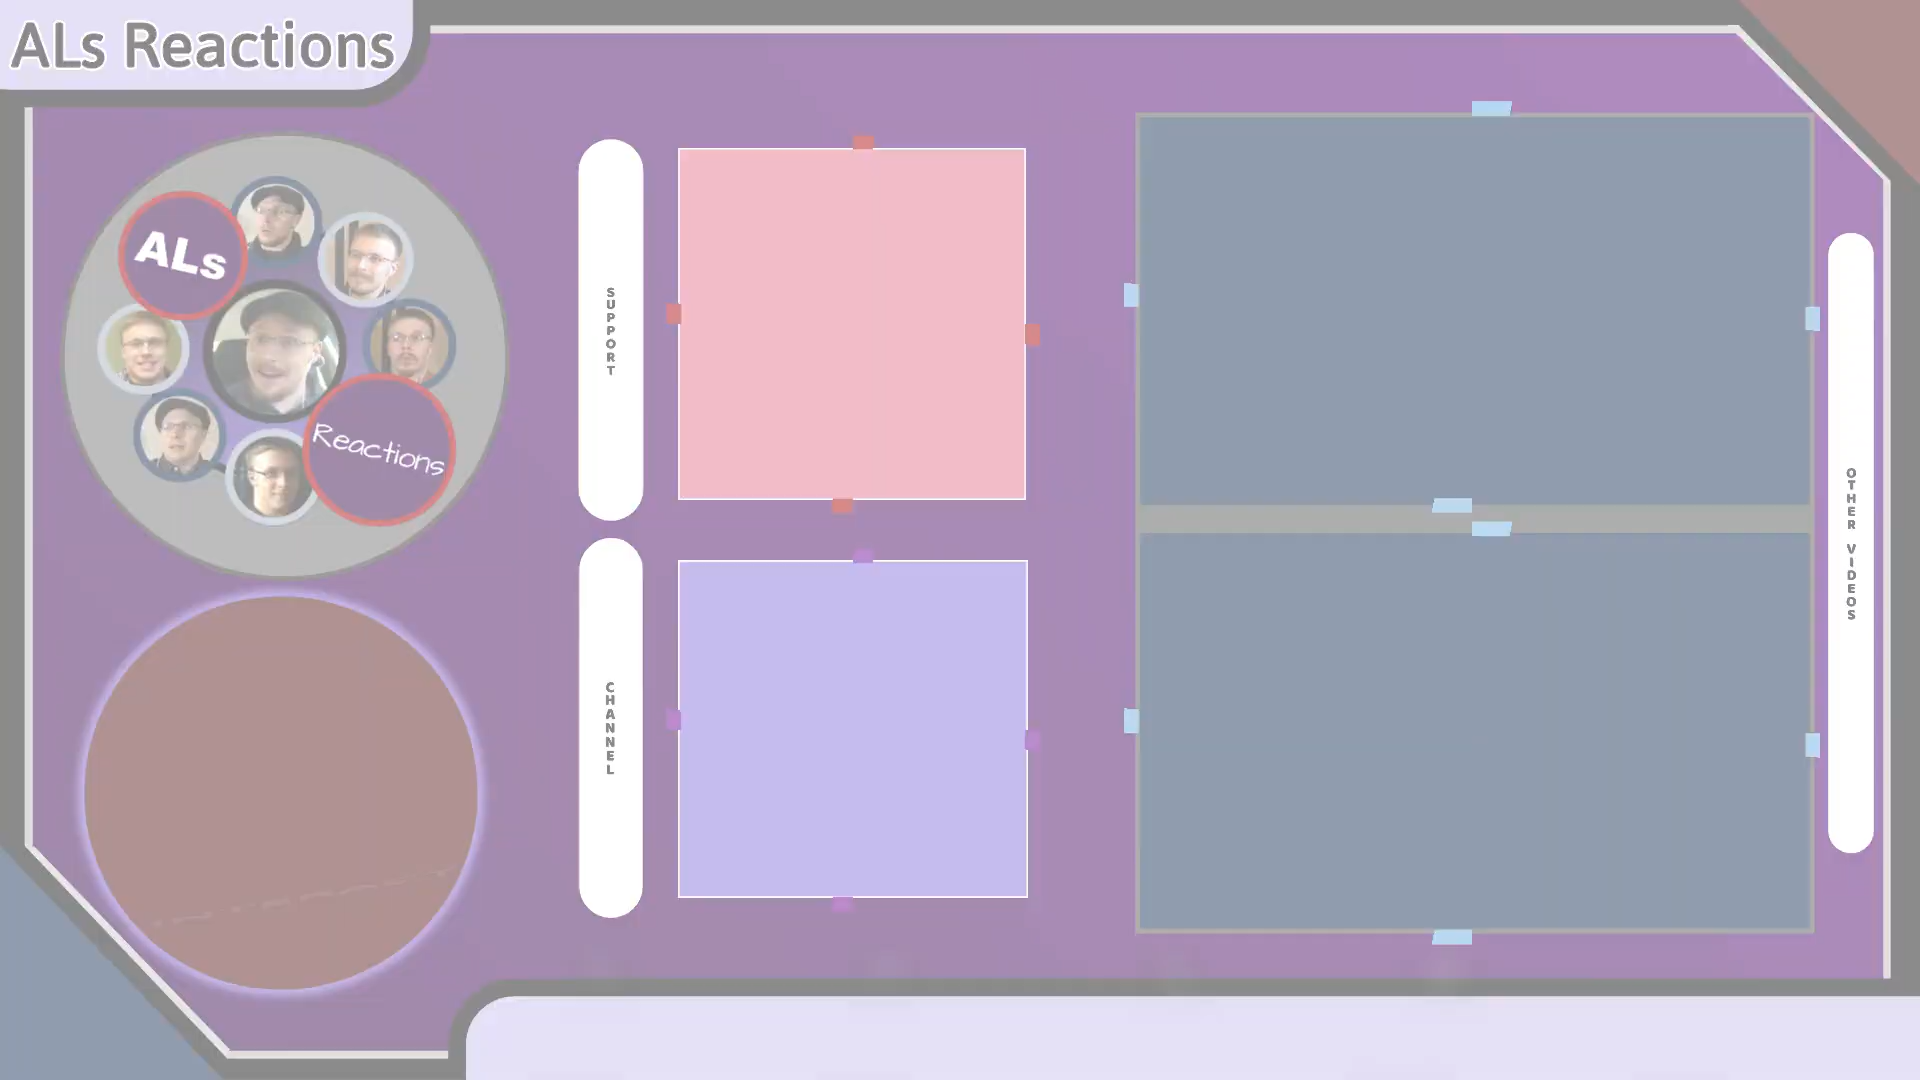 ALs Reactions
ALs
Reactions
SUPPORT
CHANNEL
OTHER VIDEOS